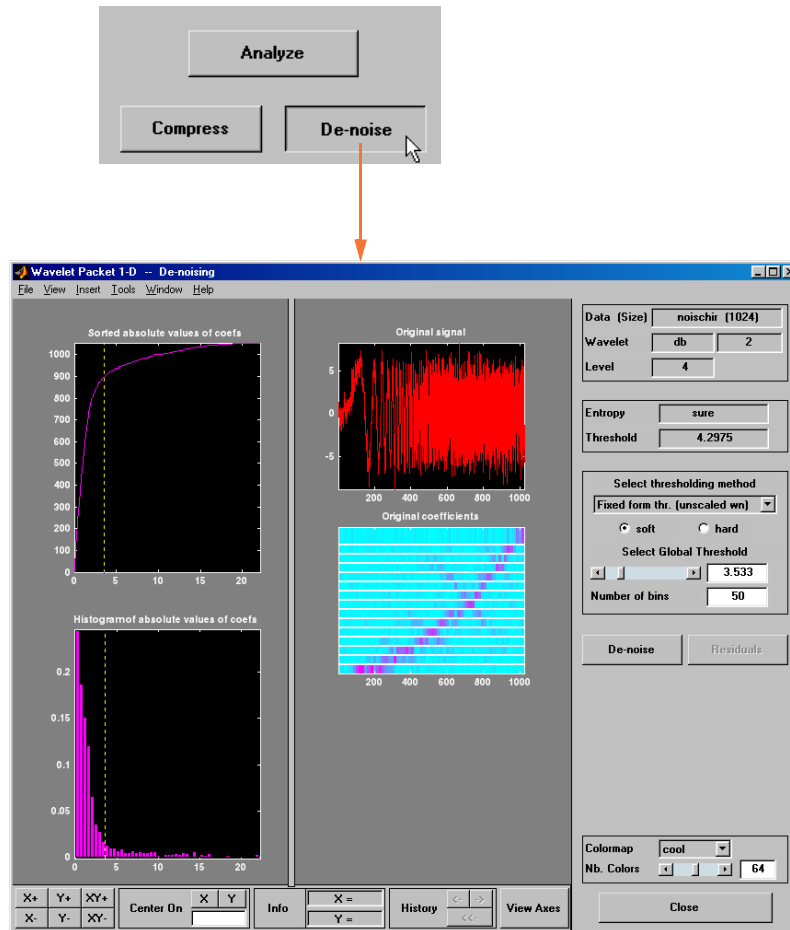 Analyze
Compress De-noise
Wavelet Packet 1-D -- De-noising
File View Insert Tools Window Help
Sorted absolute values of coefs
1000
900
800
700
600
500
400
300
200
100
0
0 5 10 15 20
Histogramof absolute values of coefs
0.2
0.15
0.1
0.05
0
0 5 10 15 20
Original signal
5
0
-5
200 400 600 800 1000
Original coefficients
200 400 600 800 1000
Data (Size) noischir (1024)
Wavelet db 2
Level 4
Entropy sure
Threshold 4.2975
Select thresholding method
Fixed form thr. (unscaled wn)
soft hard
Select Global Threshold
3.533
Number of bins 50
De-noise Residuals
Colormap cool
Nb. Colors 64
Close
X+ Y+ XY+
X- Y- XY-
Center On X Y
Info X =
Y =
History <- ->
<<-
View Axes